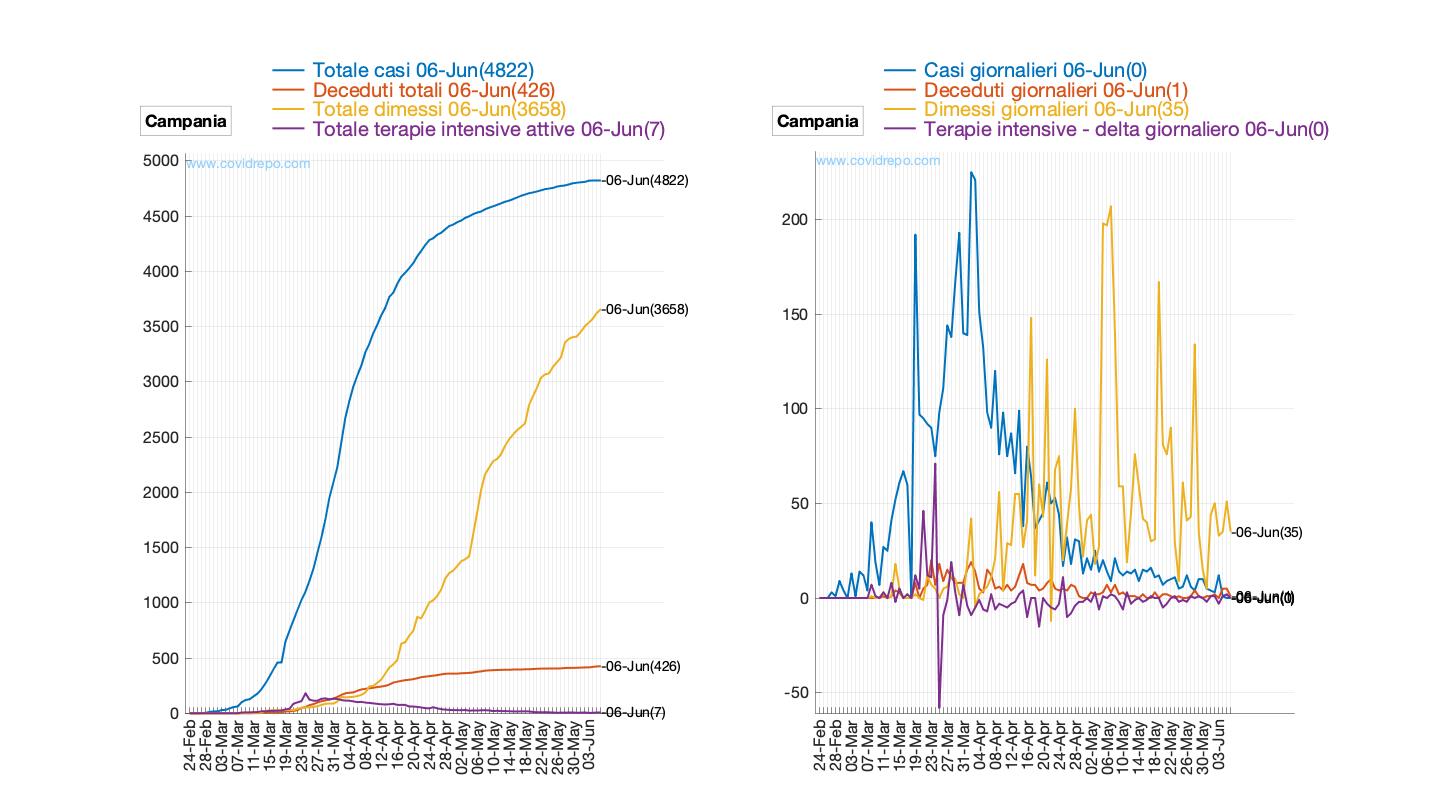 Totale casi 06-Jun(4822)
Deceduti totali 06-Jun(426)
Totale dimessi 06-Jun(3658)
Totale terapie intensive attive 06-Jun(7)
Campania
www.covidrepo.com
5000
4500
4000
3500
3000
2500
2000
1500
1000
500
0
-06-Jun(4822)
-06-Jun(3658)
-06-Jun(426)
-06-Jun(7)
24-Feb
28-Feb
03-Mar
07-Mar
11-Mar
15-Mar
19-Mar
23-Mar
27-Mar
31-Mar
04-Apr
08-Apr
12-Apr
16-Apr
20-Apr
24-Apr
28-Apr
02-May
06-May
10-May
14-May
18-May
22-May
26-May
30-May
03-Jun
Casi giornalieri 06-Jun(0)
Deceduti giornalieri 06-Jun(1)
Dimessi giornalieri 06-Jun(35)
Terapie intensive - delta giornaliero 06-Jun(0)
Campania
www.covidrepo.com
200
150
100
50
0
-50
-06-Jun(35)
24-Feb
28-Feb
03-Mar
07-Mar
11-Mar
15-Mar
19-Mar
23-Mar
27-Mar
31-Mar
04-Apr
08-Apr
12-Apr
16-Apr
20-Apr
24-Apr
28-Apr
02-May
06-May
10-May
14-May
18-May
22-May
26-May
30-May
03-Jun